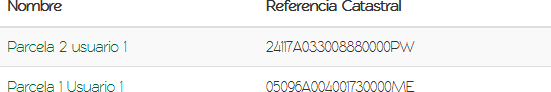 Nombre Referencia Catastral
Parcela 2 usuario 1 24117A033008880000PW
Parcela 1 Usuario 1 05096A004001730000ME